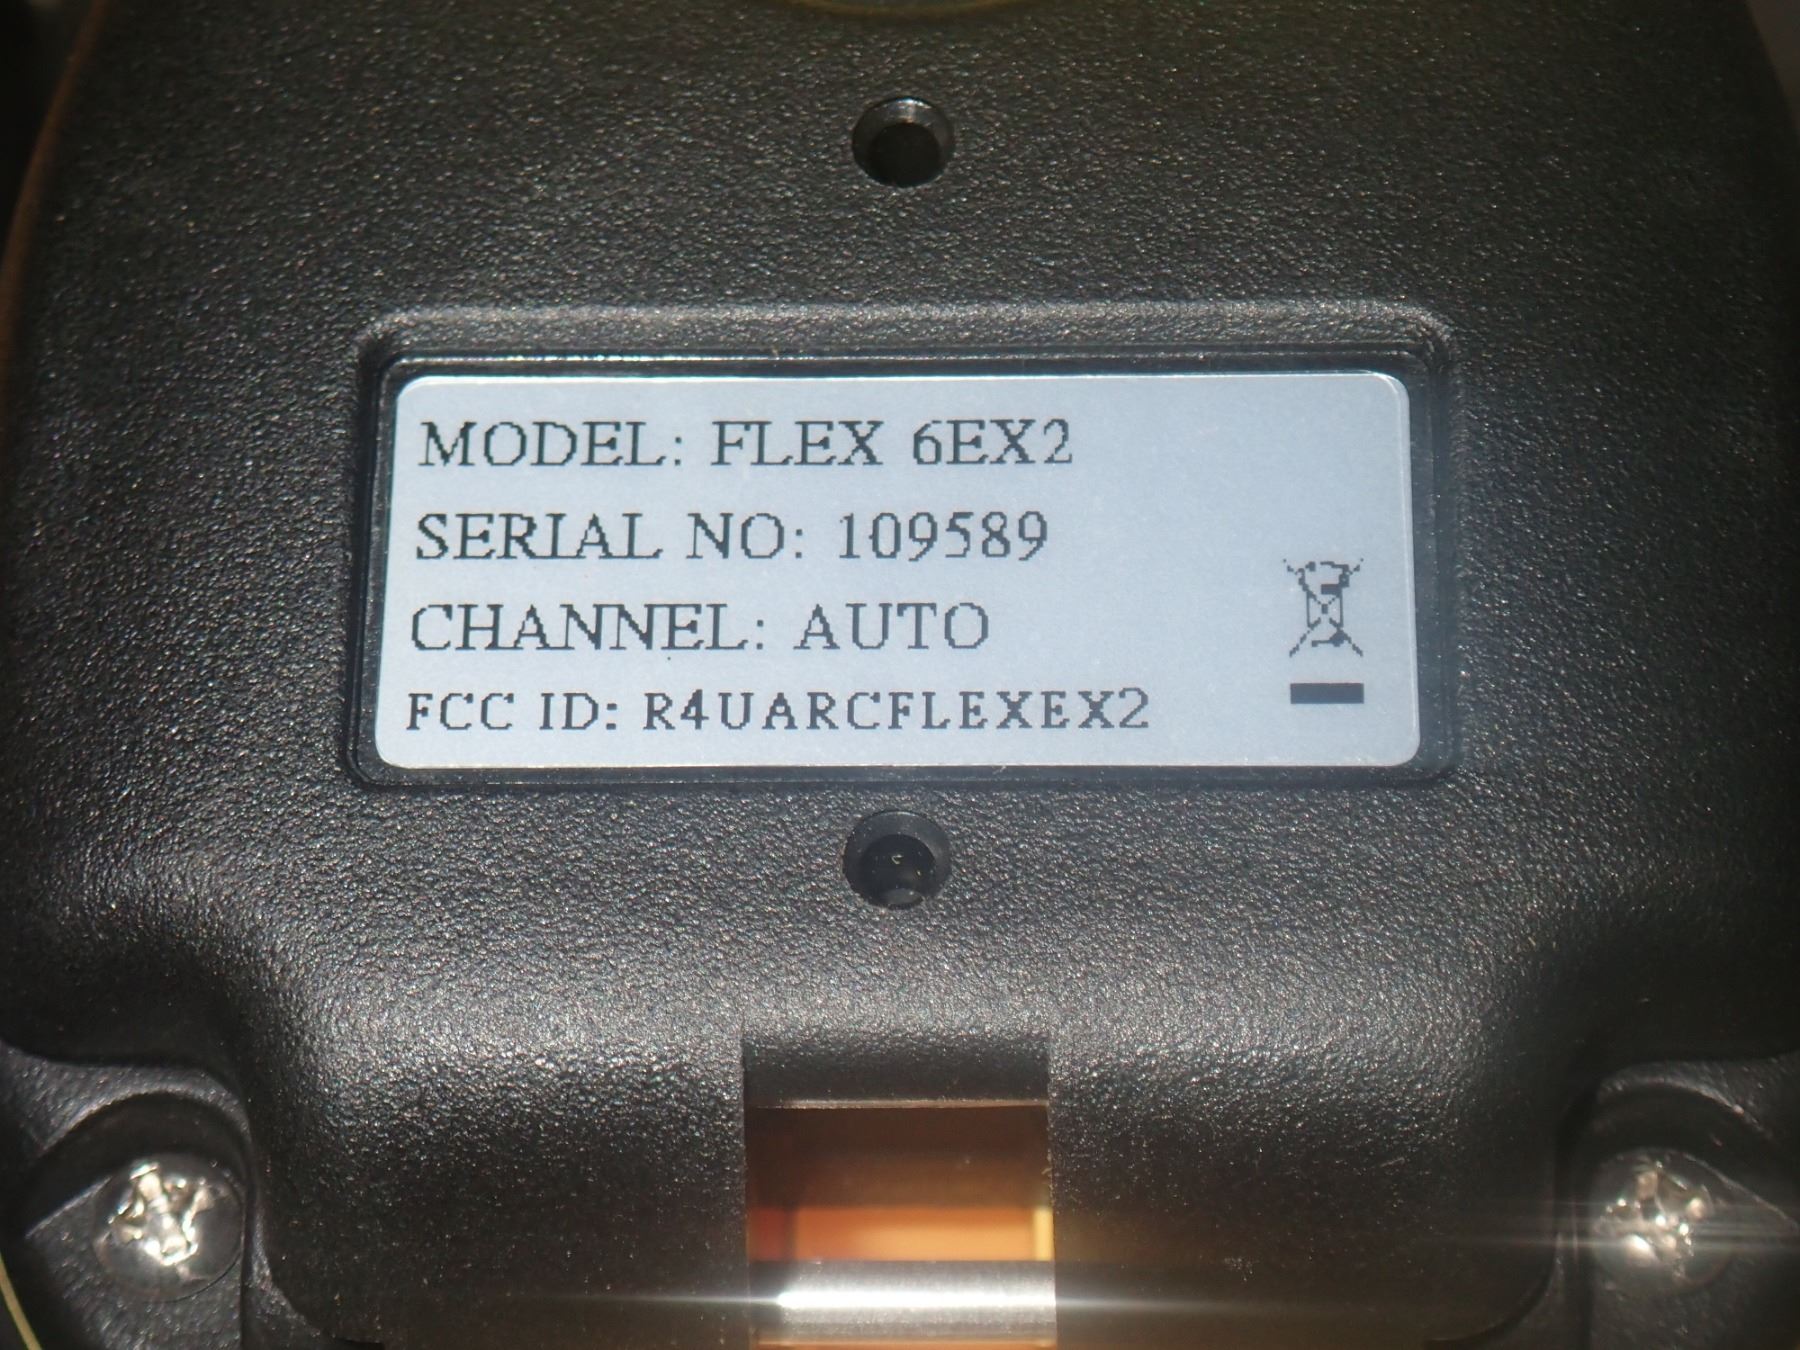 MODEL: FLEX 6EX2
SERIAL NO: 109589
CHANNEL: AUTO
FCC ID: R4UARCFLEXEX2